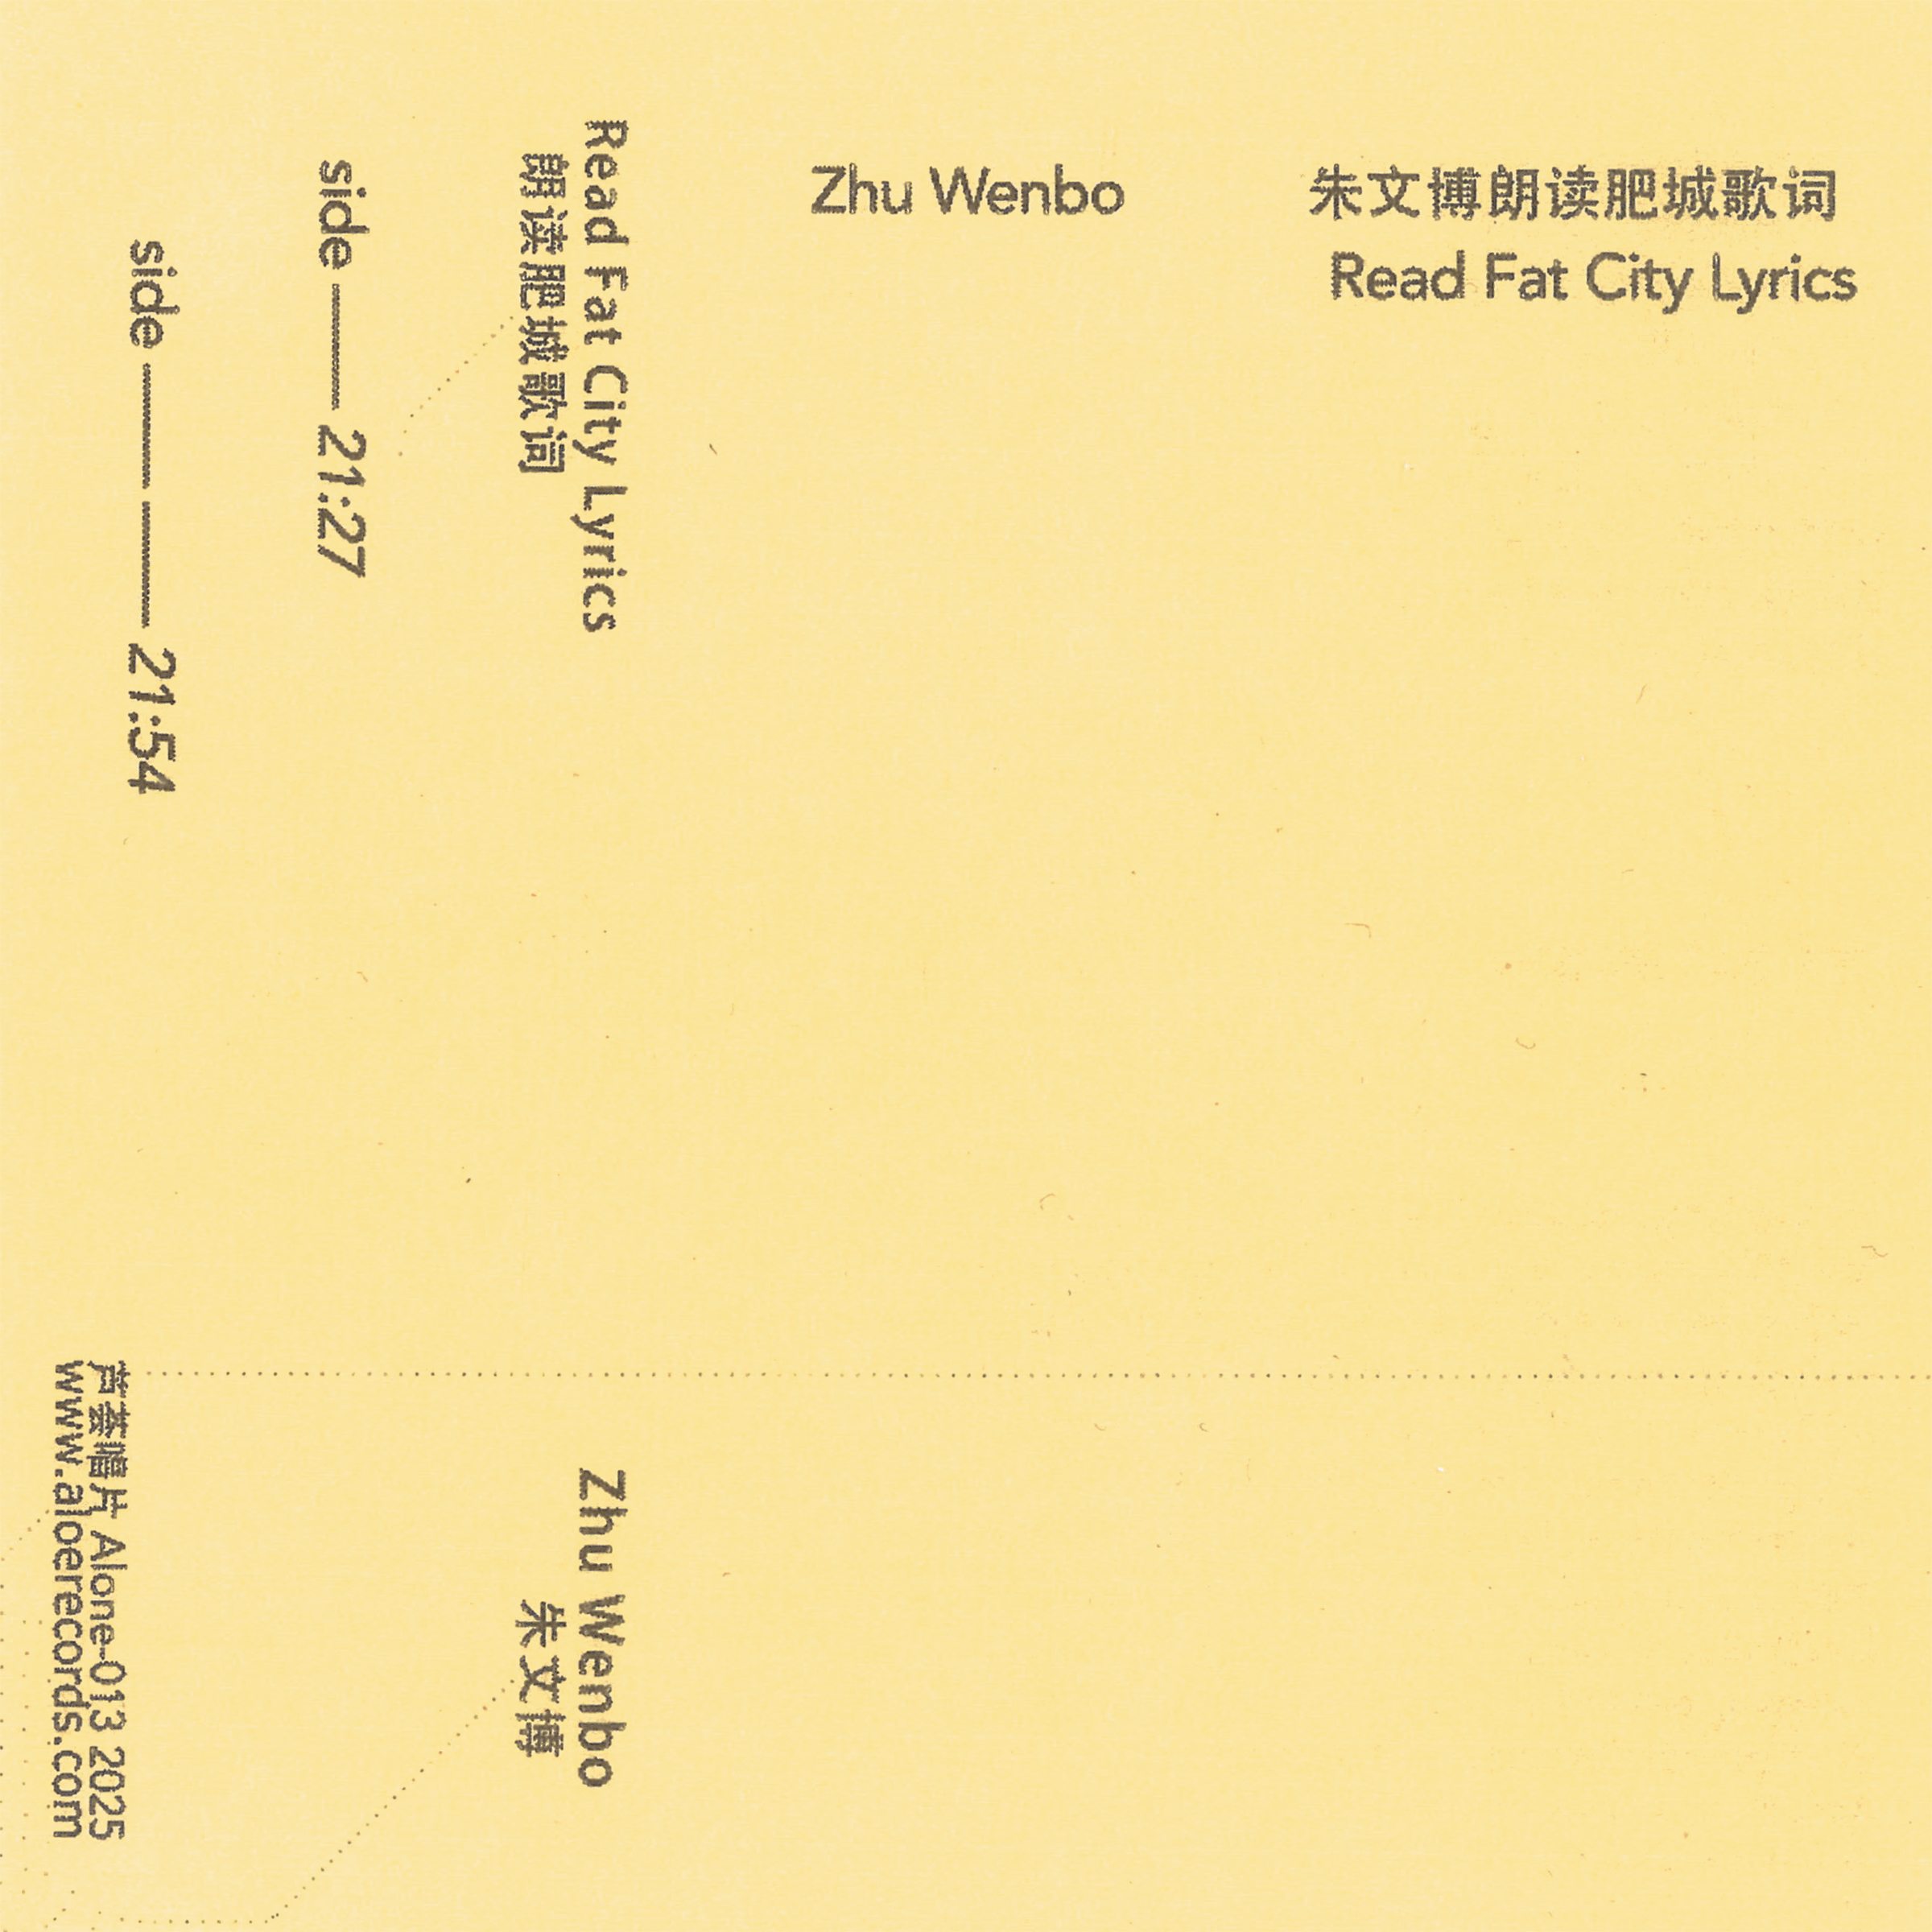 Zhu Wenbo
朱文博朗读肥城歌词
Read Fat City Lyrics
Read Fat City Lyrics
朗读肥城歌词
Zhu Wenbo
朱文博
side —— 21:27
side —— —— 21:54
芦荟唱片 Alone-013 2025
www.aloerecords.com